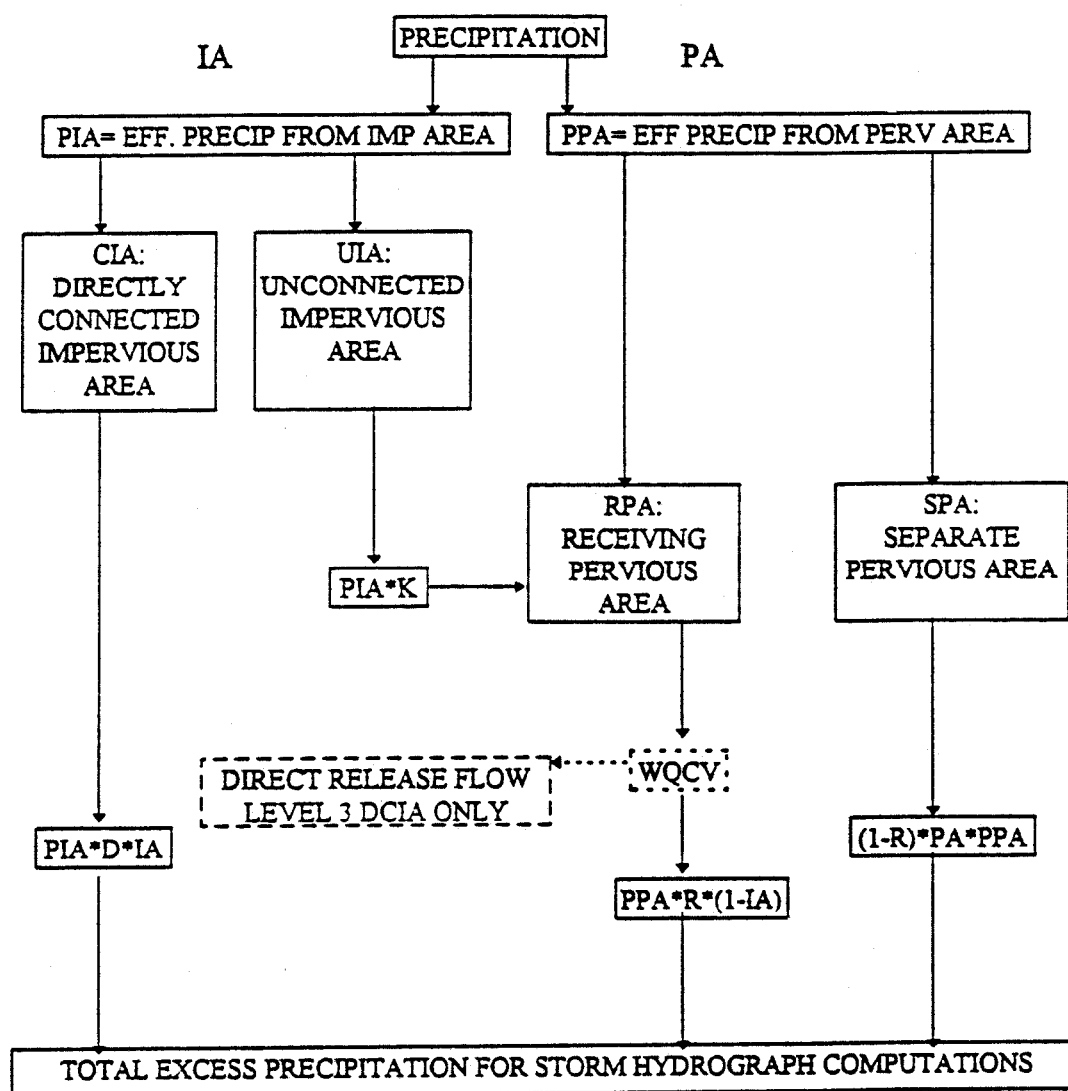 PRECIPITATION
IA
PA
PIA= EFF. PRECIP FROM IMP AREA
PPA= EFF PRECIP FROM PERV AREA
CIA:
DIRECTLY
CONNECTED
IMPERVIOUS
AREA
UIA:
UNCONNECTED
IMPERVIOUS
AREA
RPA:
RECEIVING
PERVIOUS
AREA
SPA:
SEPARATE
PERVIOUS AREA
PIA*K
WQCV
DIRECT RELEASE FLOW
LEVEL 3 DCIA ONLY
PIA*D*IA
(1-R)*PA*PPA
PPA*R*(1-IA)
TOTAL EXCESS PRECIPITATION FOR STORM HYDROGRAPH COMPUTATIONS